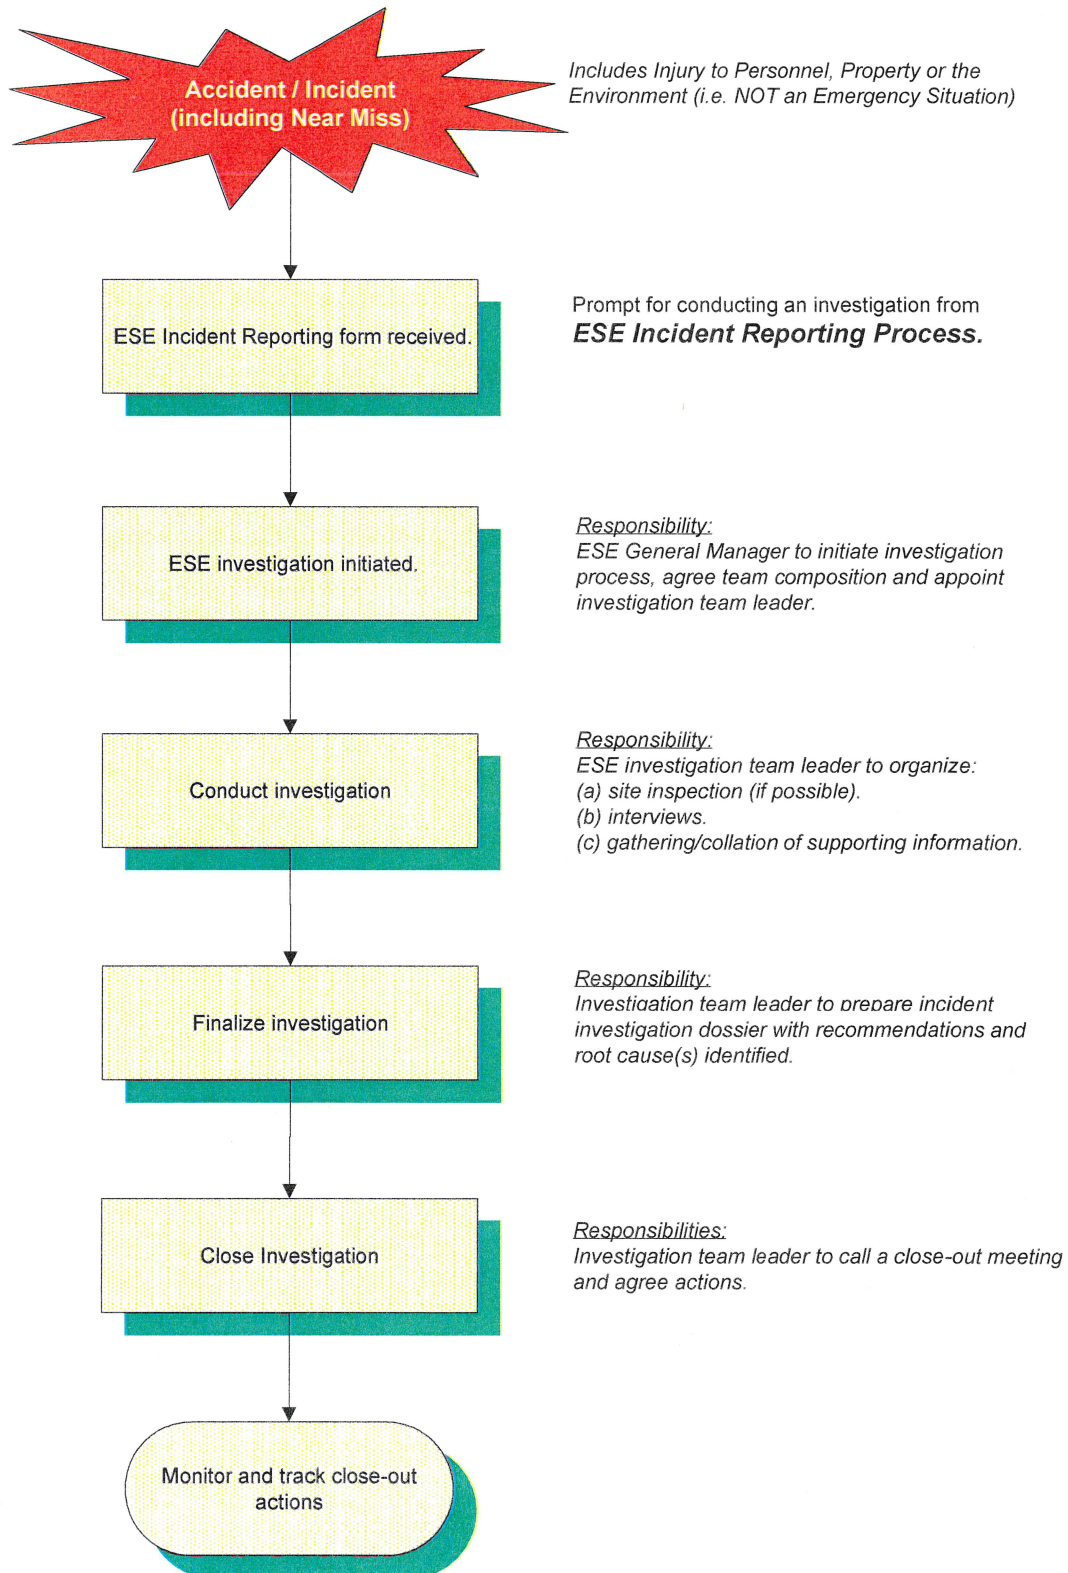 Accident / Incident
(including Near Miss)
Includes Injury to Personnel, Property or the
Environment (i.e. NOT an Emergency Situation)
ESE Incident Reporting form received.
Prompt for conducting an investigation from
ESE Incident Reporting Process.
ESE investigation initiated.
Responsibility:
ESE General Manager to initiate investigation
process, agree team composition and appoint
investigation team leader.
Conduct investigation
Responsibility:
ESE investigation team leader to organize:
(a) site inspection (if possible).
(b) interviews.
(c) gathering/collation of supporting information.
Finalize investigation
Responsibility:
Investigation team leader to prepare incident
investigation dossier with recommendations and
root cause(s) identified.
Close Investigation
Responsibilities:
Investigation team leader to call a close-out meeting
and agree actions.
Monitor and track close-out
actions